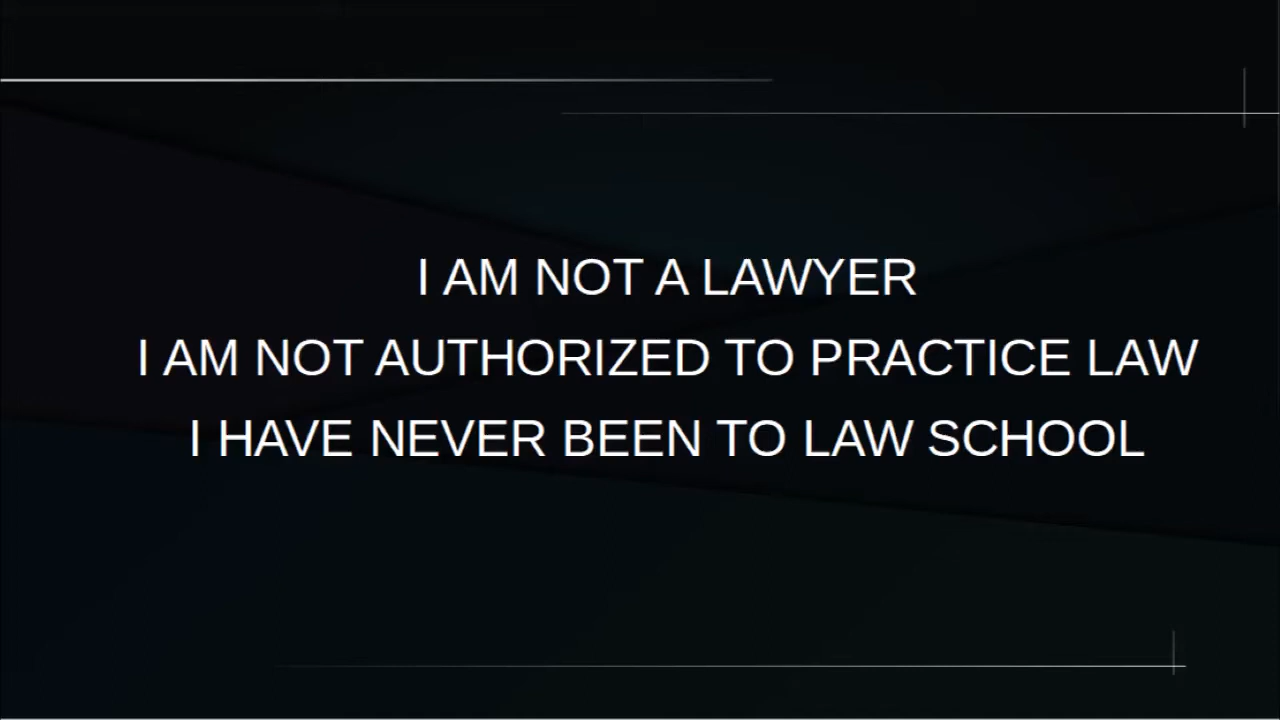 I AM NOT A LAWYER
I AM NOT AUTHORIZED TO PRACTICE LAW
I HAVE NEVER BEEN TO LAW SCHOOL